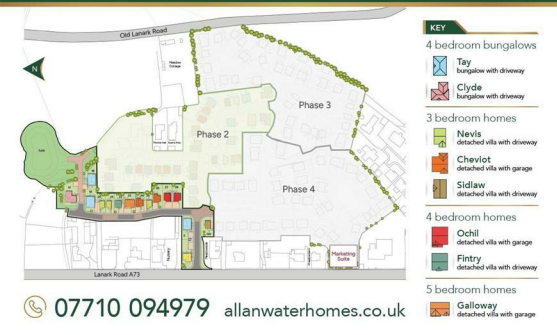 Old Lanark Road
N
Meadow Cottage
Phase 3
Phase 2
Phase 4
Marketing Suite
Lanark Road A73
KEY
4 bedroom bungalows
Tay
bungalow with driveway
Clyde
bungalow with driveway
3 bedroom homes
Nevis
detached villa with driveway
Cheviot
detached villa with garage
Sidlaw
detached villa with driveway
4 bedroom homes
Ochil
detached villa with garage
Fintry
detached villa with driveway
5 bedroom homes
Galloway
detached villa with garage
07710 094979
allanwaterhomes.co.uk